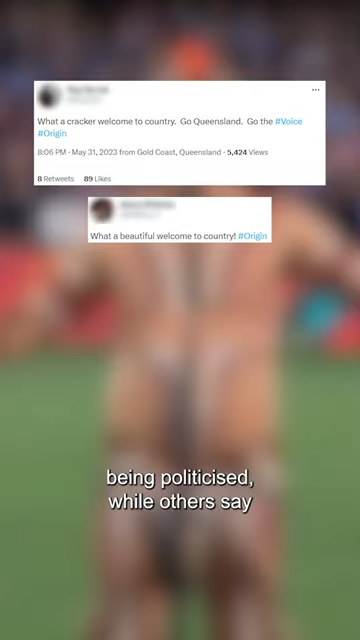 What a cracker welcome to country. Go Queensland. Go the #Voice
#Origin
8:06 PM · May 31, 2023 from Gold Coast, Queensland · 5,424 Views
8 Retweets 89 Likes
What a beautiful welcome to country! #Origin
being politicised,
while others say